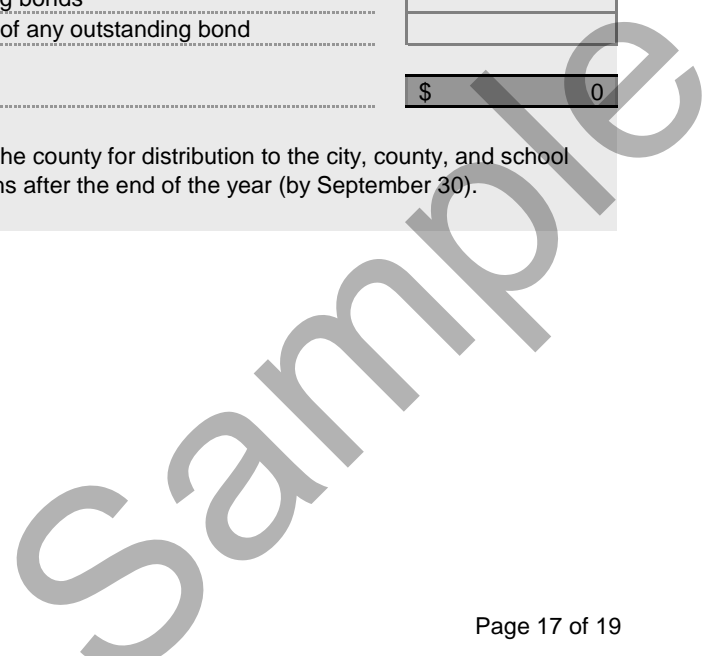 g bonds
of any outstanding bond
$ 0
he county for distribution to the city, county, and school
ns after the end of the year (by September 30).
Sample
Page 17 of 19